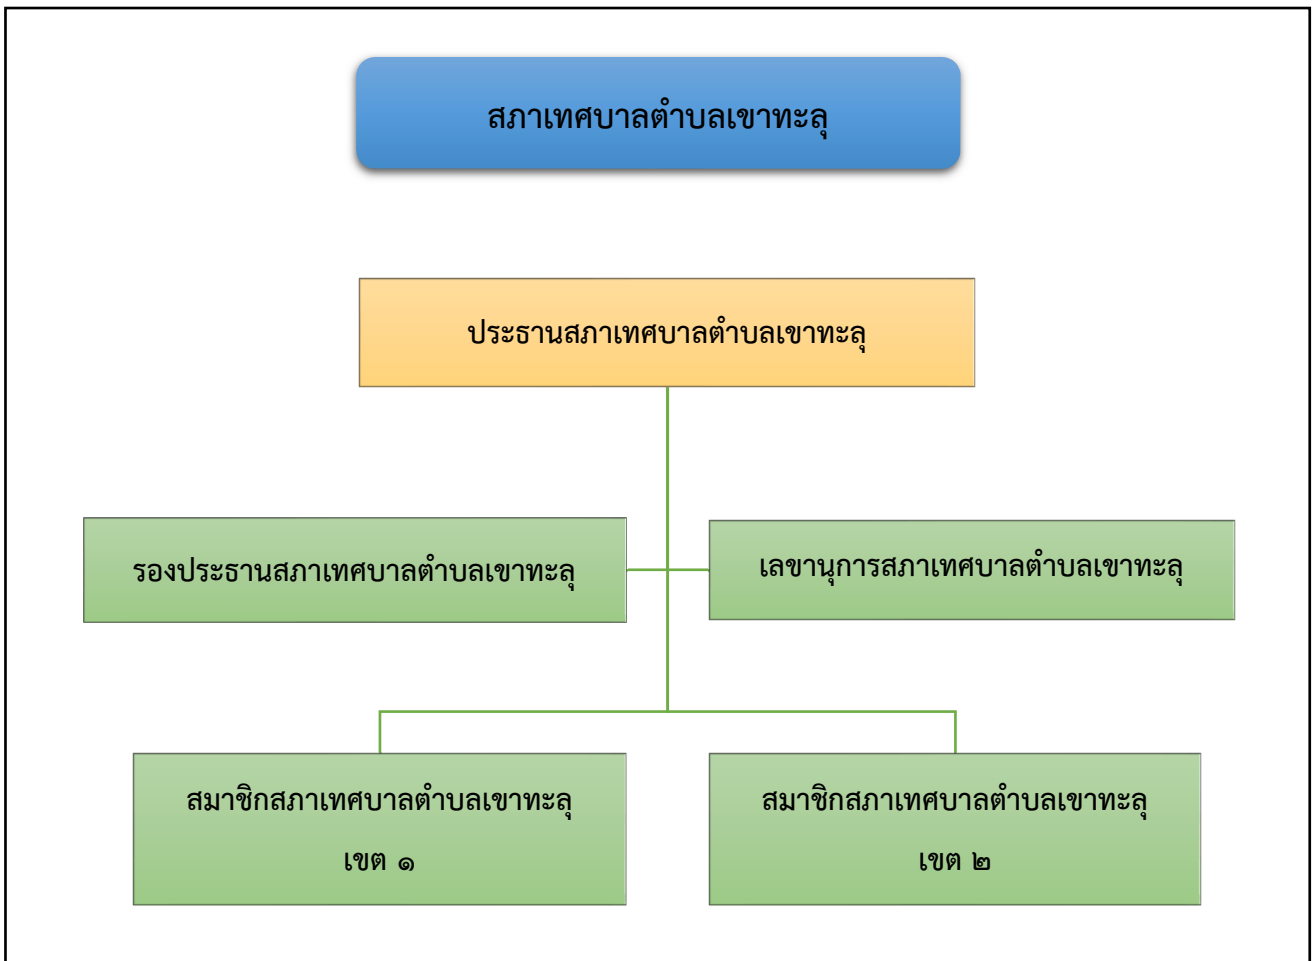 สภาเทศบาลตำบลเขาทะลุ
ประธานสภาเทศบาลตำบลเขาทะลุ
รองประธานสภาเทศบาลตำบลเขาทะลุ
เลขานุการสภาเทศบาลตำบลเขาทะลุ
สมาชิกสภาเทศบาลตำบลเขาทะลุ
เขต ๑
สมาชิกสภาเทศบาลตำบลเขาทะลุ
เขต ๒